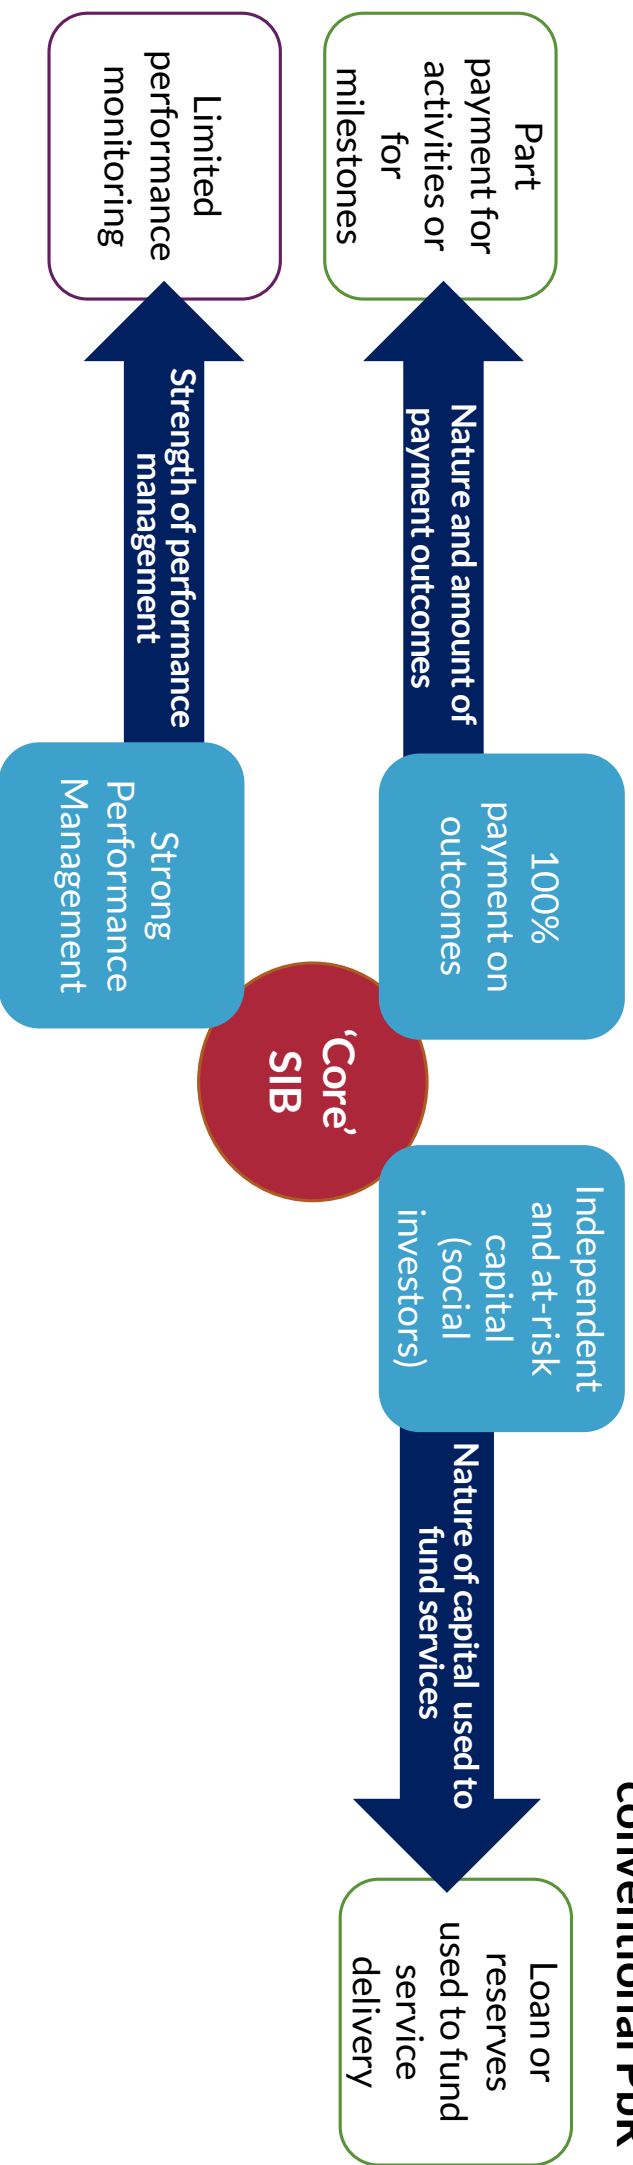 Conventional PbR
Part
payment for
activities or
for
milestones
Nature and amount of
payment outcomes
100%
payment on
outcomes
Independent
and at-risk
capital
(social
investors)
Nature of capital used to
fund services
Loan or
reserves
used to fund
service
delivery
‘Core’
SIB
Limited
performance
monitoring
Strength of performance
management
Strong
Performance
Management